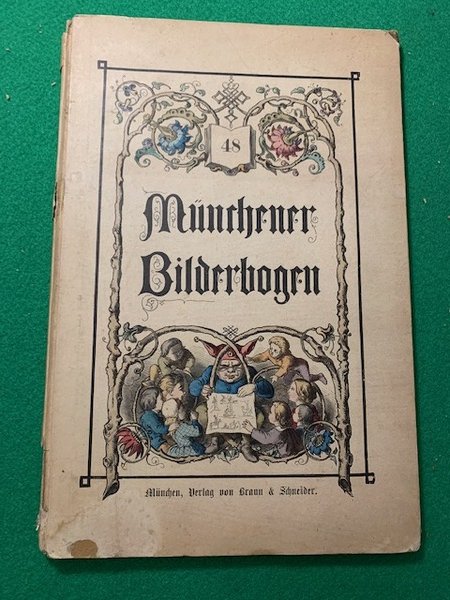 48
Münchener
Bilderbogen
München, Verlag von Braun & Schneider.